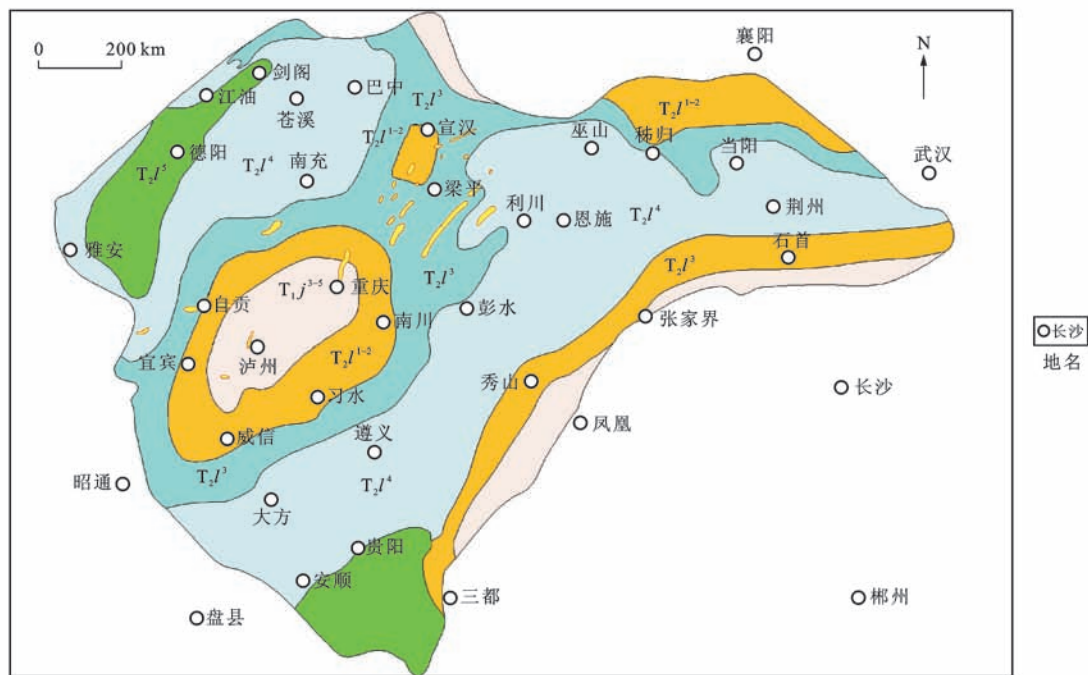 0 200 km
襄阳
N
剑阁
江油
苍溪
巴中
T₂l³
宣汉
T₂l¹⁻²
T₂l¹⁻²
巫山
秭归
当阳
武汉
德阳
T₂l⁵
T₂l⁴
南充
梁平
利川
恩施
T₂l⁴
荆州
雅安
石首
T₂l³
T₂l³
T₁j³⁻⁵
重庆
自贡
南川
彭水
张家界
长沙
地名
宜宾
泸州
T₂l¹⁻²
习水
秀山
长沙
威信
遵义
凤凰
T₂l³
昭通
T₂l⁴
大方
贵阳
安顺
三都
郴州
盘县